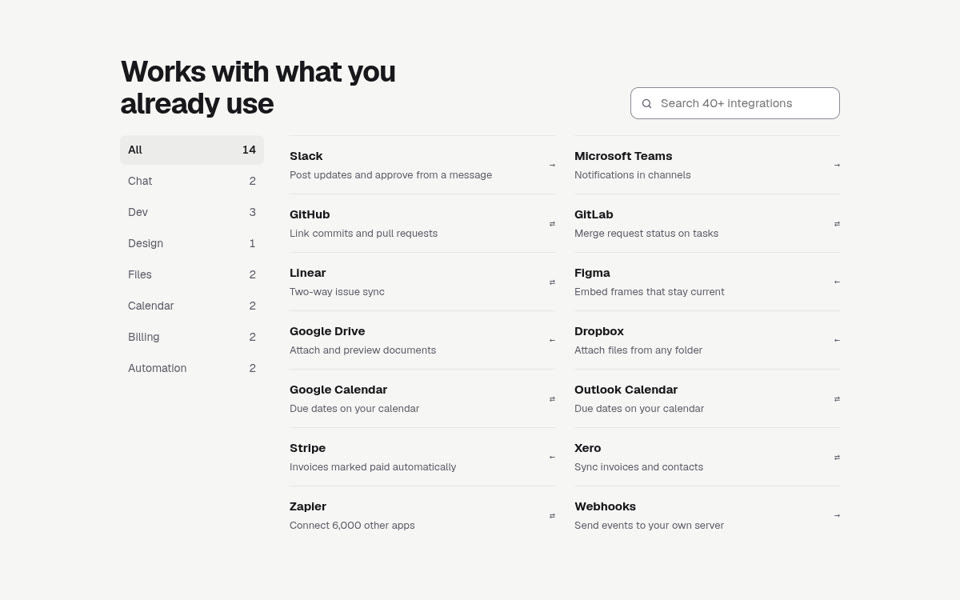 Works with what you
already use
Search 40+ integrations
All 14
Chat 2
Dev 3
Design 1
Files 2
Calendar 2
Billing 2
Automation 2
Slack
Post updates and approve from a message
→
Microsoft Teams
Notifications in channels
→
GitHub
Link commits and pull requests
⇄
GitLab
Merge request status on tasks
⇄
Linear
Two-way issue sync
⇄
Figma
Embed frames that stay current
←
Google Drive
Attach and preview documents
←
Dropbox
Attach files from any folder
←
Google Calendar
Due dates on your calendar
⇄
Outlook Calendar
Due dates on your calendar
⇄
Stripe
Invoices marked paid automatically
←
Xero
Sync invoices and contacts
⇄
Zapier
Connect 6,000 other apps
⇄
Webhooks
Send events to your own server
→